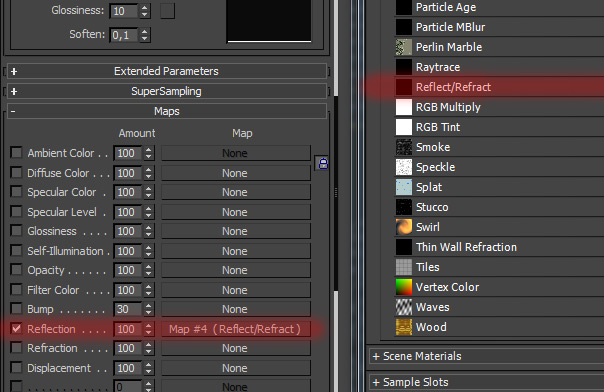 Glossiness: 10
Soften: 0,1
+ Extended Parameters
+ SuperSampling
- Maps
Amount Map
Ambient Color . . 100 None
Diffuse Color . . . 100 None
Specular Color . 100 None
Specular Level . 100 None
Glossiness . . . . 100 None
Self-Illumination . 100 None
Opacity . . . . . . 100 None
Filter Color . . . . 100 None
Bump . . . . . . . 30 None
Reflection . . . . . 100 Map #4 ( Reflect/Refract )
Refraction . . . . 100 None
Displacement . . 100 None
. . . . . . . . . . . . 0 None
Particle Age
Particle MBlur
Perlin Marble
Raytrace
Reflect/Refract
RGB Multiply
RGB Tint
Smoke
Speckle
Splat
Stucco
Swirl
Thin Wall Refraction
Tiles
Vertex Color
Waves
Wood
+ Scene Materials
+ Sample Slots